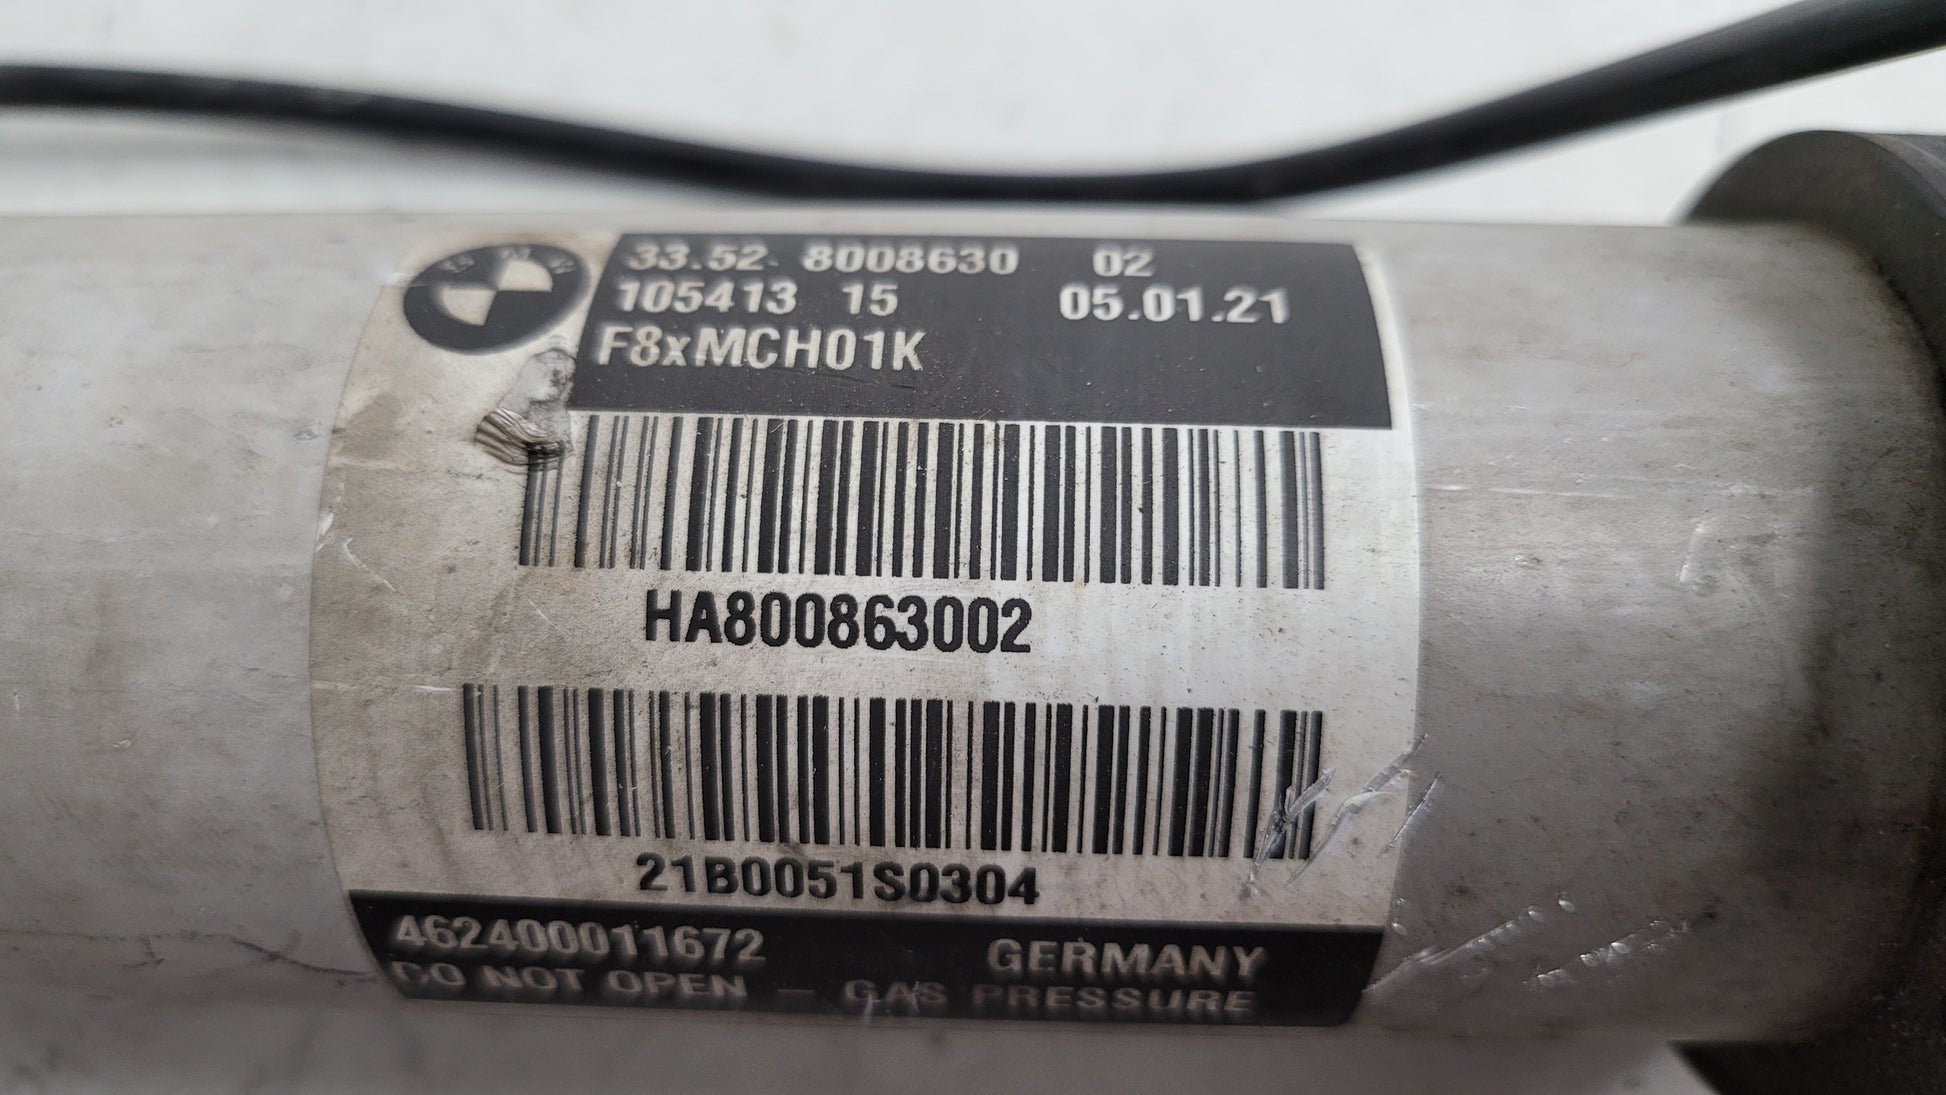 BMW
33.52 8008630 02
105413 15 05.01.21
F8xMCH01K
HA800863002
21B0051S0304
462400011672 GERMANY
DO NOT OPEN - GAS PRESSURE